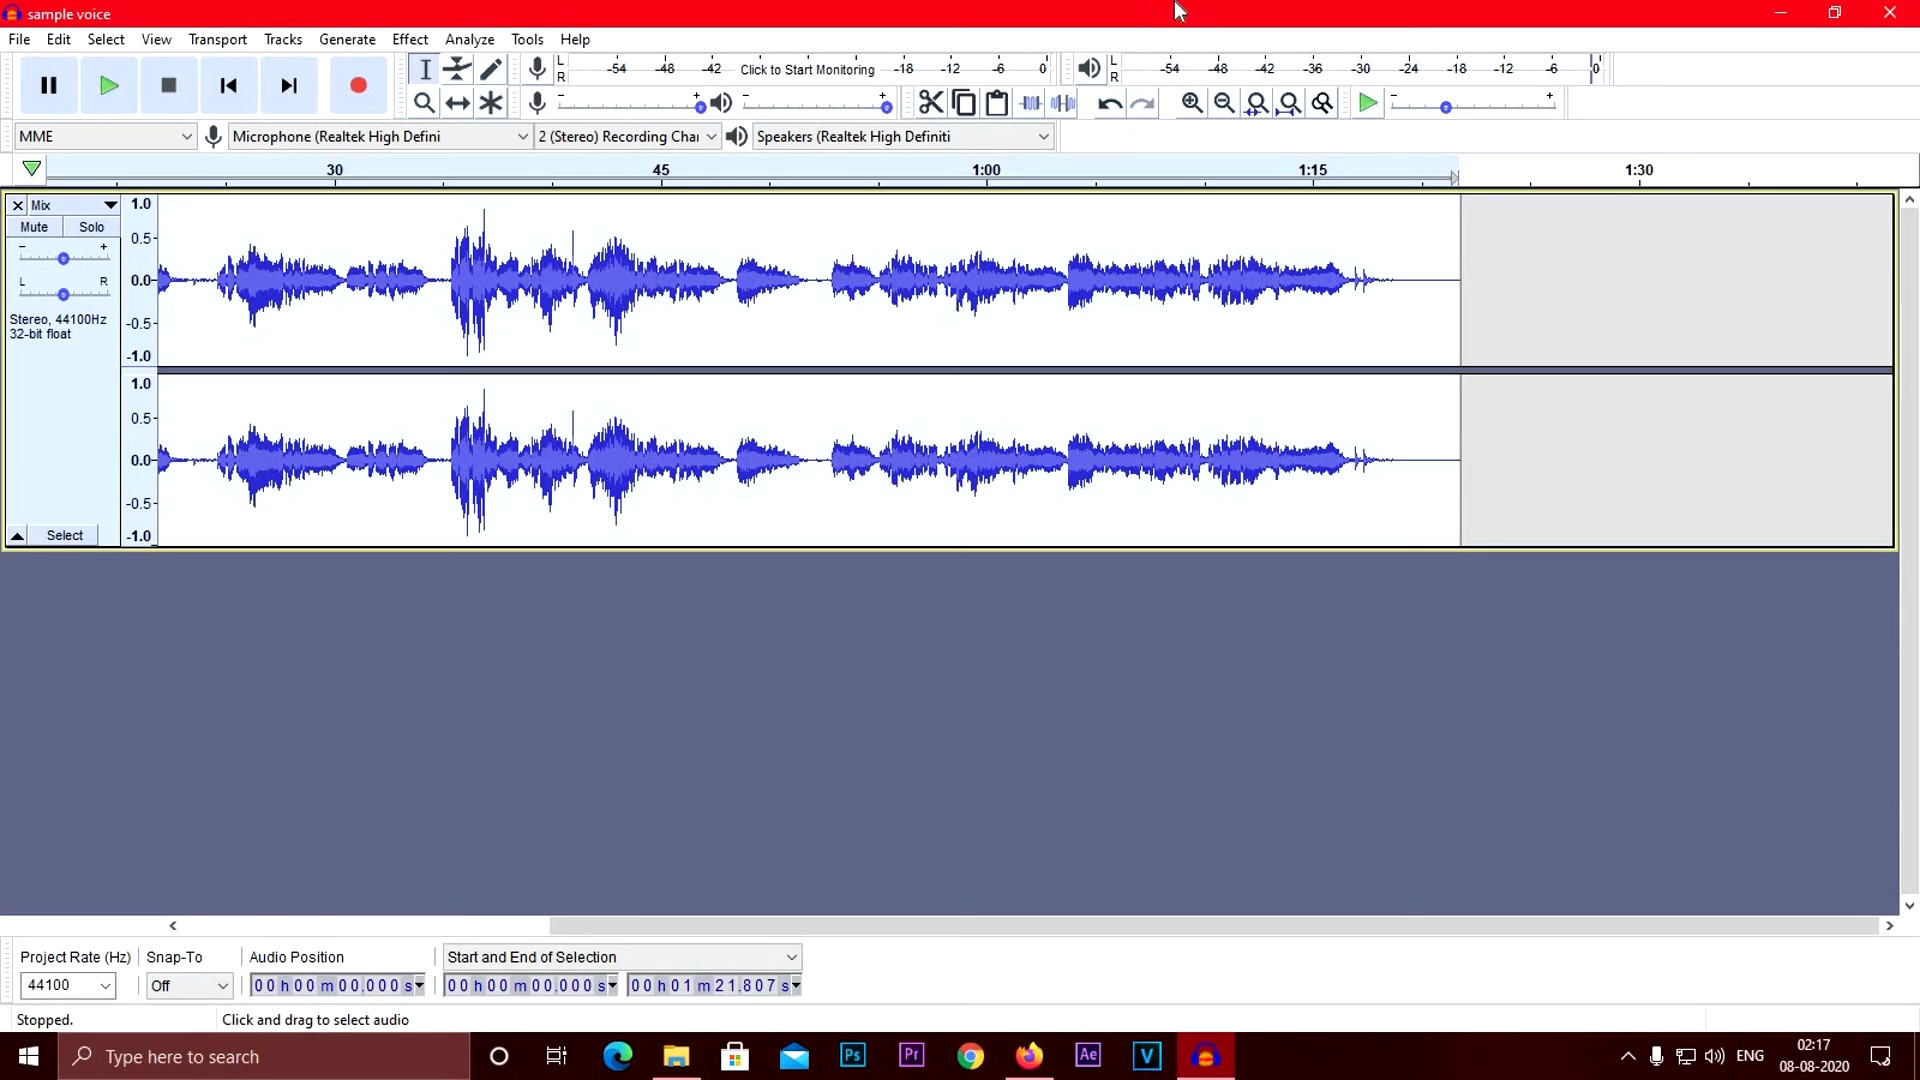 sample voice
File Edit Select View Transport Tracks Generate Effect Analyze Tools Help
L R -54 -48 -42 Click to Start Monitoring -18 -12 -6 0 L R -54 -48 -42 -36 -30 -24 -18 -12 -6 0
- + - + - +
MME Microphone (Realtek High Defini 2 (Stereo) Recording Chai Speakers (Realtek High Definiti
30 45 1:00 1:15 1:30
Mix 1.0
Mute Solo
- + 0.5
L R 0.0
Stereo, 44100Hz -0.5
32-bit float
-1.0
1.0
0.5
0.0
-0.5
Select -1.0
Project Rate (Hz) Snap-To Audio Position Start and End of Selection
44100 Off 00h00m00.000s 00h00m00.000s 00h01m21.807s
Stopped. Click and drag to select audio
Type here to search Ps Pr Ae V ENG 02:17
08-08-2020